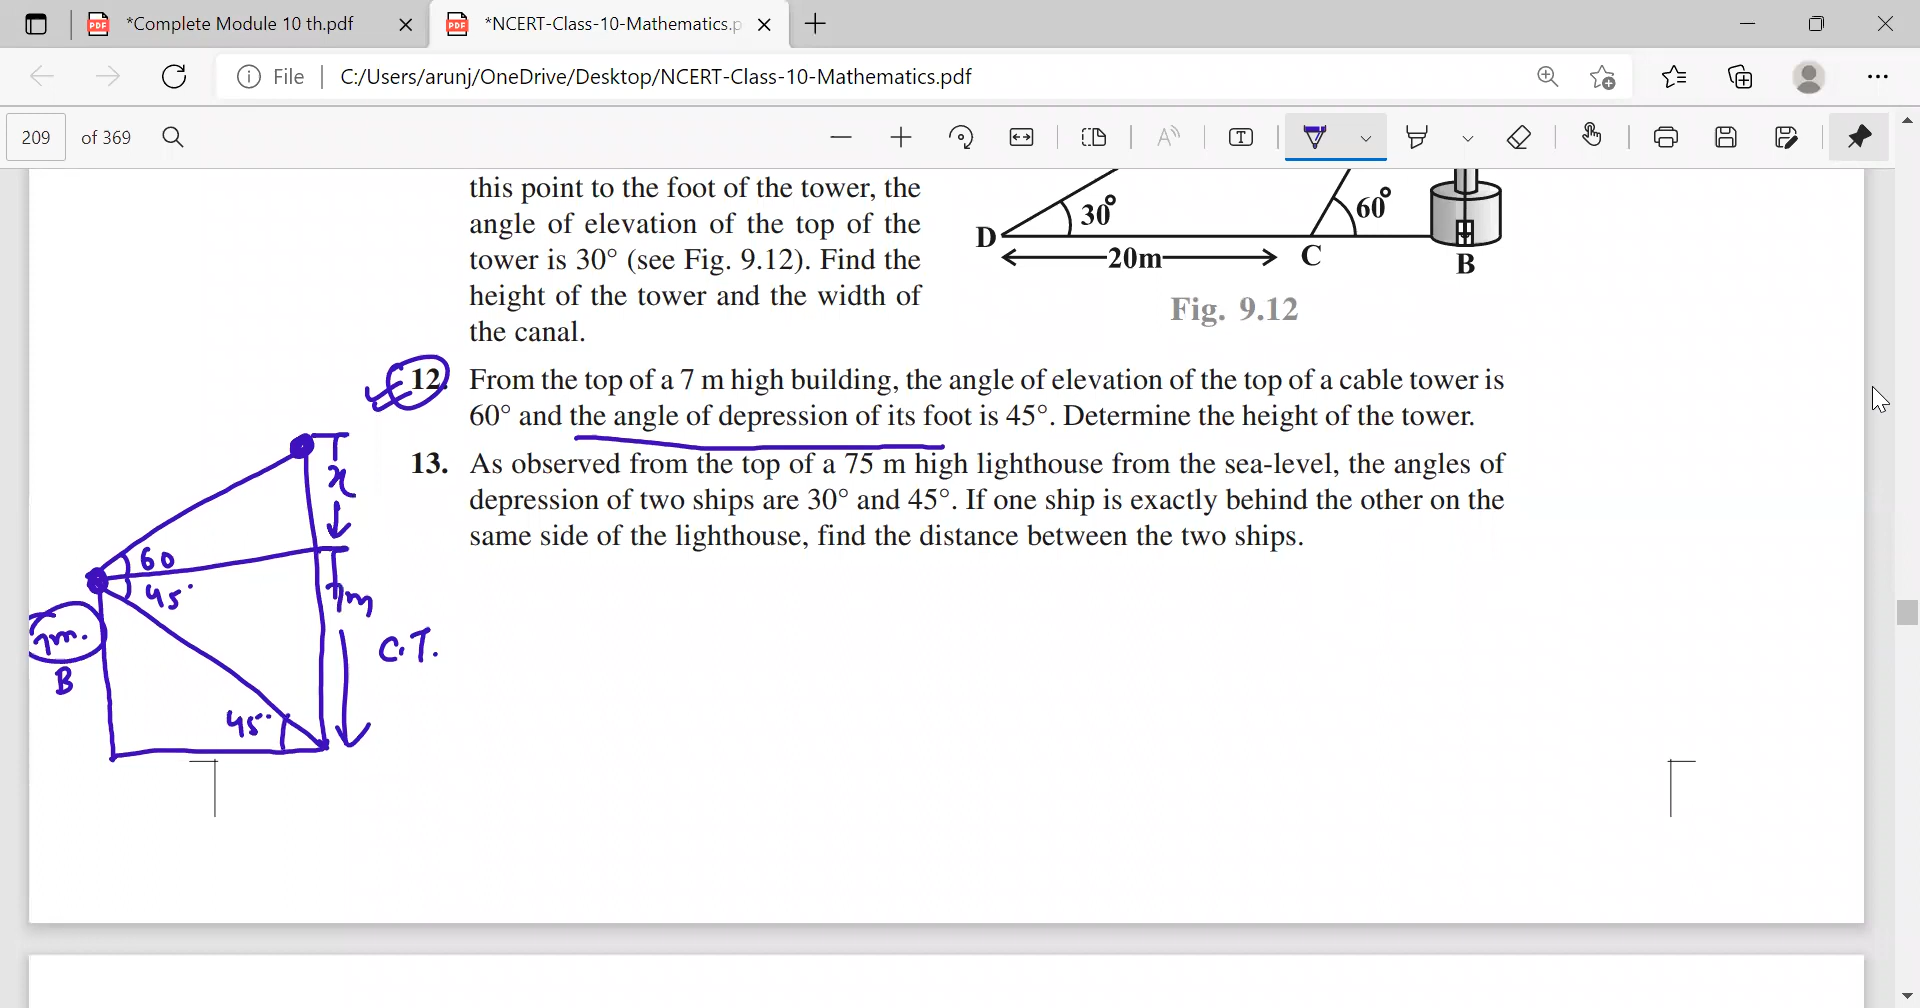 *Complete Module 10 th.pdf
*NCERT-Class-10-Mathematics.p
File
C:/Users/arunj/OneDrive/Desktop/NCERT-Class-10-Mathematics.pdf
209 of 369
this point to the foot of the tower, the
angle of elevation of the top of the
tower is 30° (see Fig. 9.12). Find the
height of the tower and the width of
the canal.
30°
60°
D
20m
C
B
Fig. 9.12
12. From the top of a 7 m high building, the angle of elevation of the top of a cable tower is
60° and the angle of depression of its foot is 45°. Determine the height of the tower.
13. As observed from the top of a 75 m high lighthouse from the sea-level, the angles of
depression of two ships are 30° and 45°. If one ship is exactly behind the other on the
same side of the lighthouse, find the distance between the two ships.
x
60
45°
7m
7m.
C.T.
B
45°